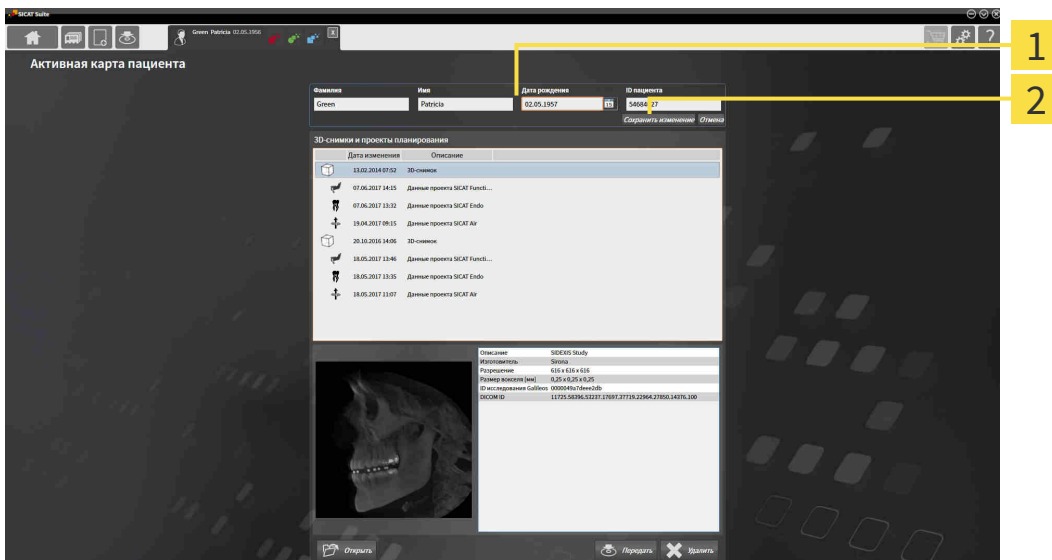 SICAT Suite
Green Patricia 02.05.1956
x
?
1
2
Активная карта пациента
Фамилия Имя Дата рождения ID пациента
Green Patricia 02.05.1957 15
Сохранить изменение Отмена
3D-снимки и проекты планирования
Дата изменения Описание
13.02.2014 07:52 3D-снимок
07.06.2017 14:15 Данные проекта SICAT Functi...
07.06.2017 13:32 Данные проекта SICAT Endo
19.04.2017 09:15 Данные проекта SICAT Air
20.10.2016 14:06 3D-снимок
18.05.2017 13:46 Данные проекта SICAT Functi...
18.05.2017 13:35 Данные проекта SICAT Endo
18.05.2017 11:07 Данные проекта SICAT Air
Описание SIDEXIS Study
Изготовитель Sirona
Разрешение 616 x 616 x 616
Размер вокселя [мм] 0,25 x 0,25 x 0,25
ID исследования Galileos 0000049a7deee2db
DICOM ID 11725.58396.53237.17697.37719.22964.27850.14376.100
Открыть Передать Удалить